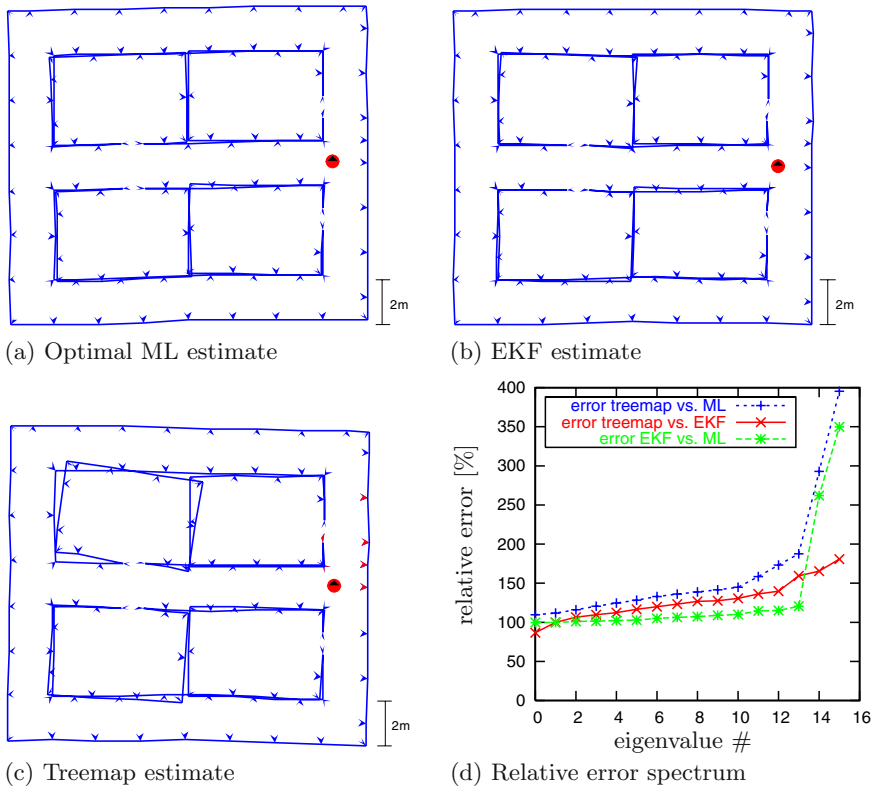 2m
2m
(a) Optimal ML estimate
(b) EKF estimate
400
350
300
250
200
150
100
50
0
relative error [%]
error treemap vs. ML
error treemap vs. EKF
error EKF vs. ML
0 2 4 6 8 10 12 14 16
eigenvalue #
2m
(c) Treemap estimate
(d) Relative error spectrum